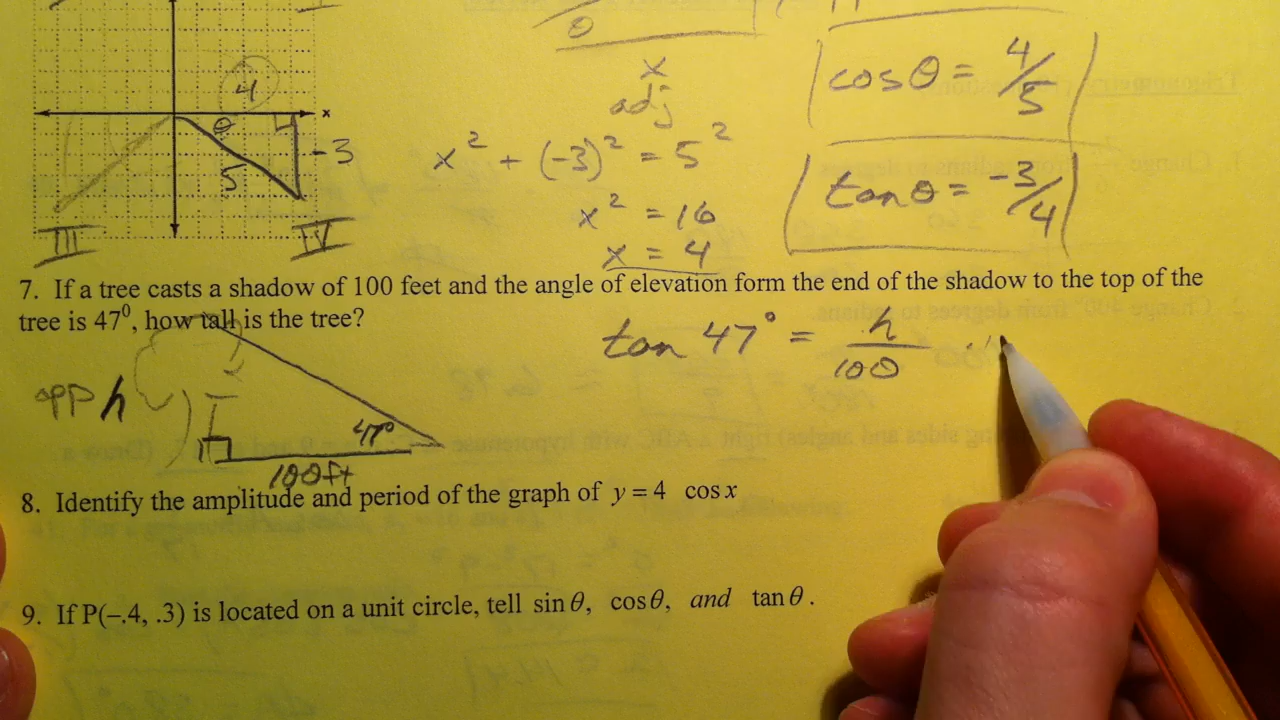 4
x
θ
4
-3
5
III
IV
θ
x
adj
x² + (-3)² = 5²
x² = 16
x = 4
cosθ = 4/5
tanθ = -3/4
7. If a tree casts a shadow of 100 feet and the angle of elevation form the end of the shadow to the top of the
tree is 47⁰, how tall is the tree?
tan 47° = h/100
opp h
47°
100ft
8. Identify the amplitude and period of the graph of y = 4 cos x
9. If P(–.4, .3) is located on a unit circle, tell sin θ, cos θ, and tan θ.